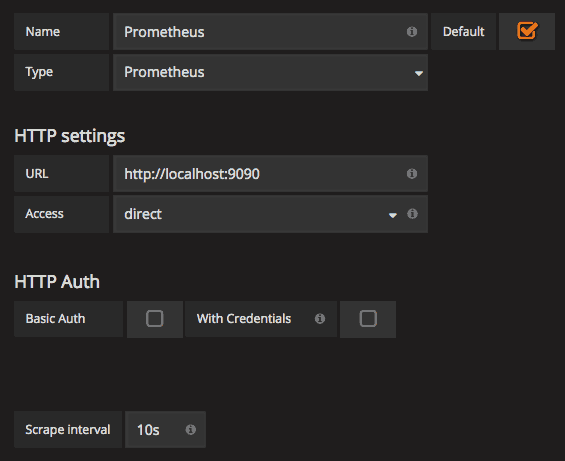 Name Prometheus Default
Type Prometheus
HTTP settings
URL http://localhost:9090
Access direct
HTTP Auth
Basic Auth With Credentials
Scrape interval 10s